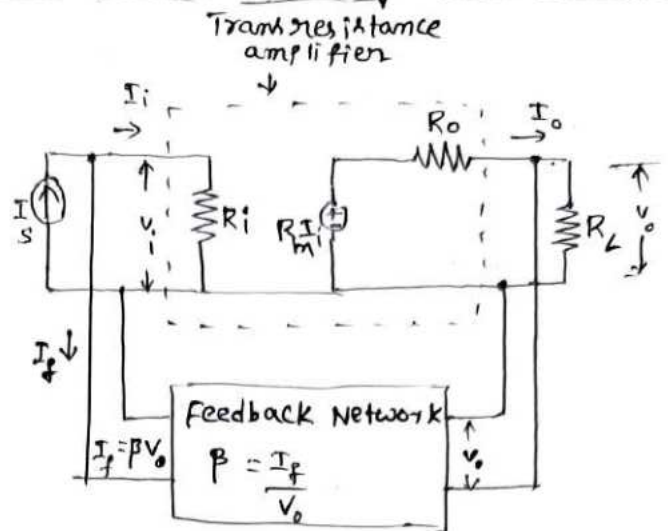 Transresistance
amplifier
Ii
Ro
Io
Is
Vi
Ri
RmIi
RL
Vo
If
Feedback Network
If = βVo
β = If
Vo
Vo